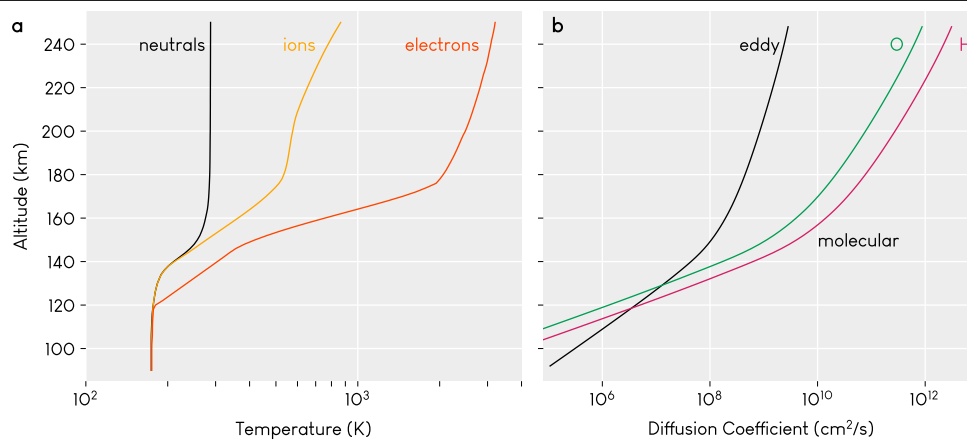 a
neutrals
ions
electrons
240
220
200
180
160
140
120
100
Altitude (km)
10²
10³
Temperature (K)
b
eddy
O
H
molecular
10⁶
10⁸
10¹⁰
10¹²
Diffusion Coefficient (cm²/s)